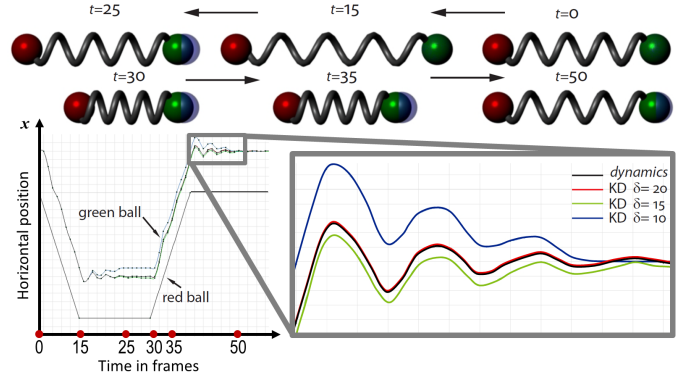 t=25
t=15
t=0
t=30
t=35
t=50
x
Horizontal position
green ball
red ball
0
15
25
30
35
50
Time in frames
dynamics
KD δ= 20
KD δ= 15
KD δ= 10